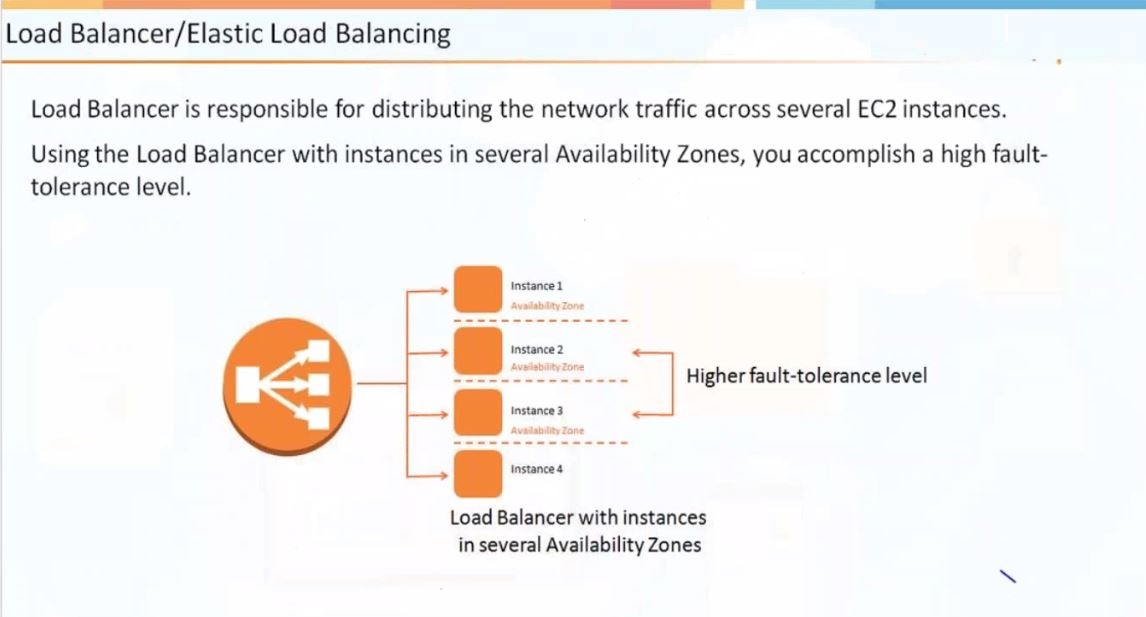 Load Balancer/Elastic Load Balancing
Load Balancer is responsible for distributing the network traffic across several EC2 instances.
Using the Load Balancer with instances in several Availability Zones, you accomplish a high fault-
tolerance level.
Instance 1
Availability Zone
Instance 2
Availability Zone
Instance 3
Availability Zone
Instance 4
Higher fault-tolerance level
Load Balancer with instances
in several Availability Zones